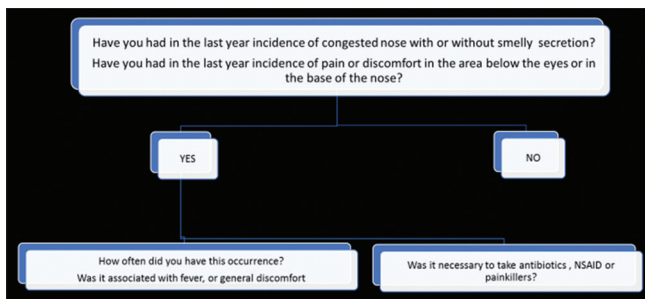 Have you had in the last year incidence of congested nose with or without smelly secretion?
Have you had in the last year incidence of pain or discomfort in the area below the eyes or in
the base of the nose?
YES
NO
How often did you have this occurrence?
Was it associated with fever, or general discomfort
Was it necessary to take antibiotics , NSAID or
painkillers?